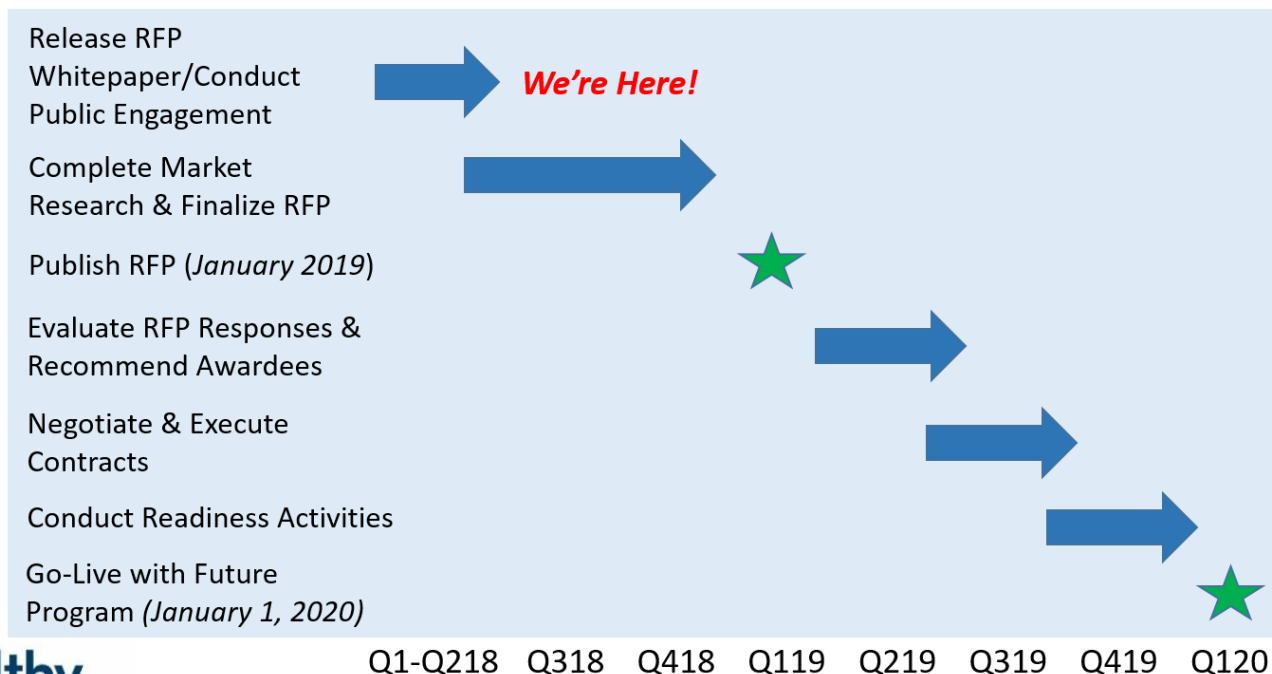 Release RFP
Whitepaper/Conduct
Public Engagement
We're Here!
Complete Market
Research & Finalize RFP
Publish RFP (January 2019)
Evaluate RFP Responses &
Recommend Awardees
Negotiate & Execute
Contracts
Conduct Readiness Activities
Go-Live with Future
Program (January 1, 2020)
Q1-Q218 Q318 Q418 Q119 Q219 Q319 Q419 Q120